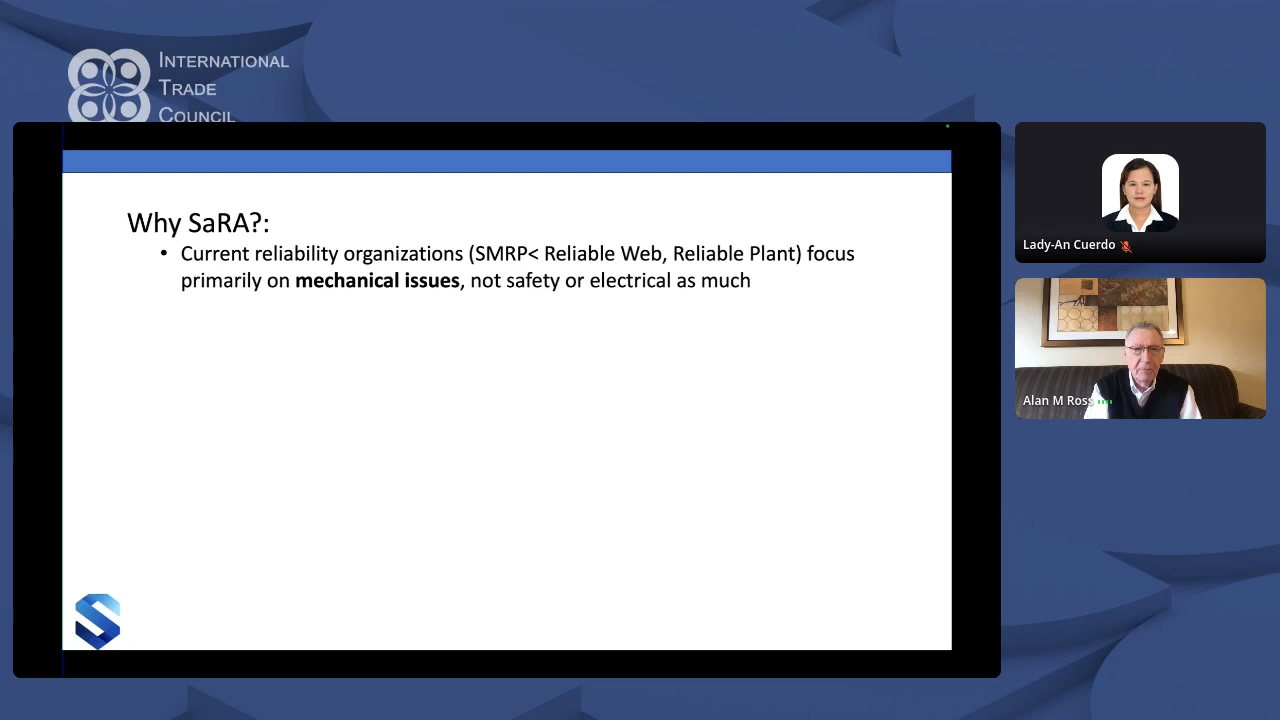 INTERNATIONAL
TRADE
COUNCIL
Why SaRA?:
• Current reliability organizations (SMRP< Reliable Web, Reliable Plant) focus
primarily on mechanical issues, not safety or electrical as much
Lady-An Cuerdo
Alan M Ross